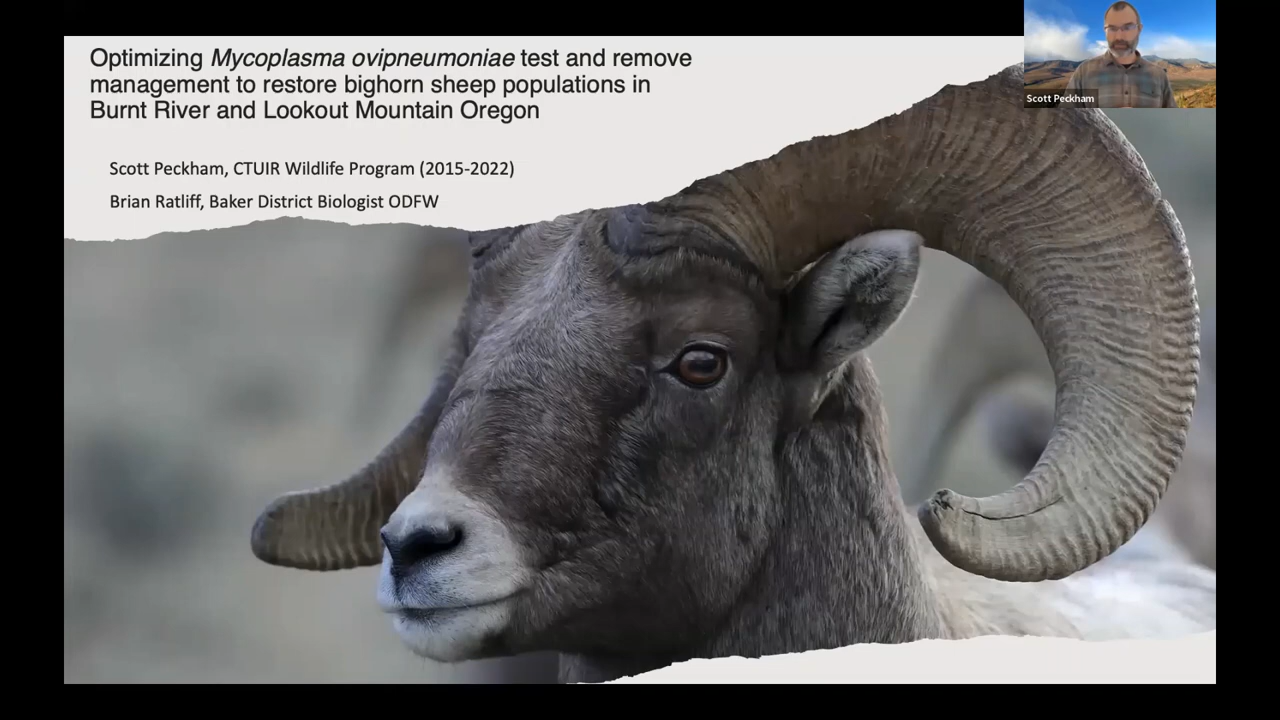 Optimizing Mycoplasma ovipneumoniae test and remove
management to restore bighorn sheep populations in
Burnt River and Lookout Mountain Oregon
Scott Peckham, CTUIR Wildlife Program (2015-2022)
Brian Ratliff, Baker District Biologist ODFW
Scott Peckham